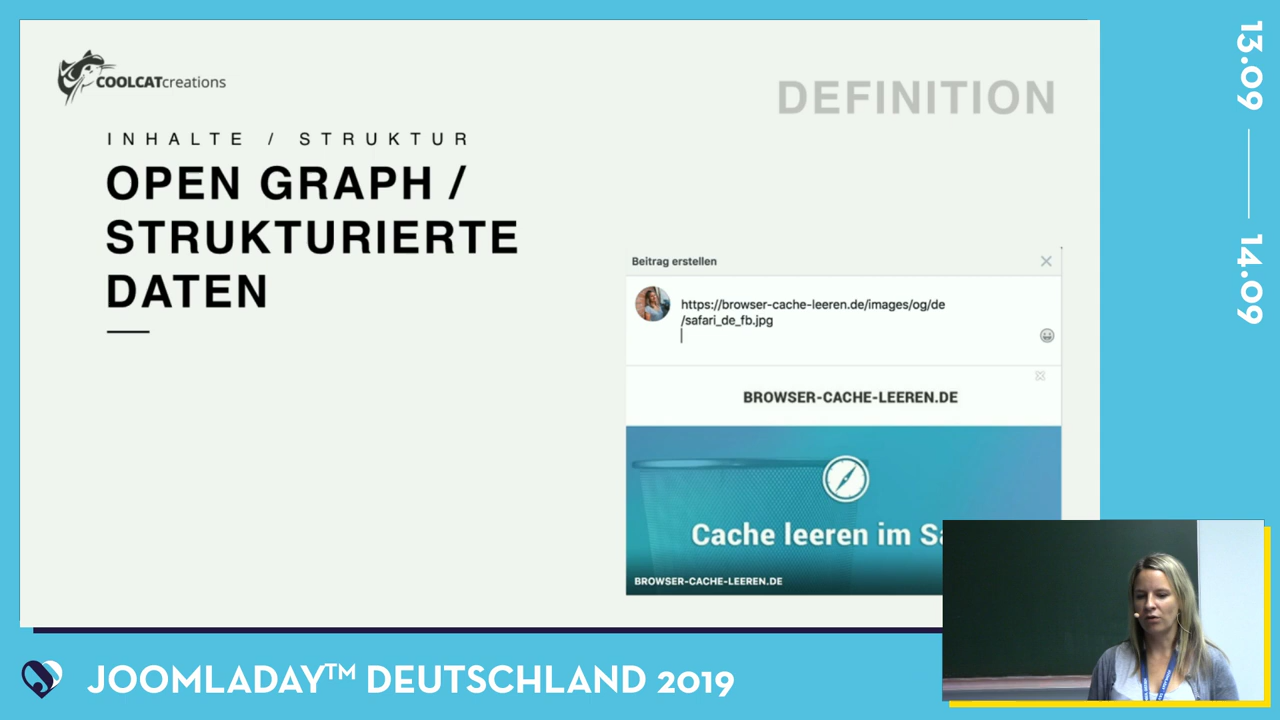 COOLCATcreations
DEFINITION
INHALTE / STRUKTUR
OPEN GRAPH /
STRUKTURIERTE
DATEN
Beitrag erstellen
https://browser-cache-leeren.de/images/og/de
/safari_de_fb.jpg
BROWSER-CACHE-LEEREN.DE
Cache leeren im Sa
BROWSER-CACHE-LEEREN.DE
13.09
14.09
JOOMLADAY™ DEUTSCHLAND 2019